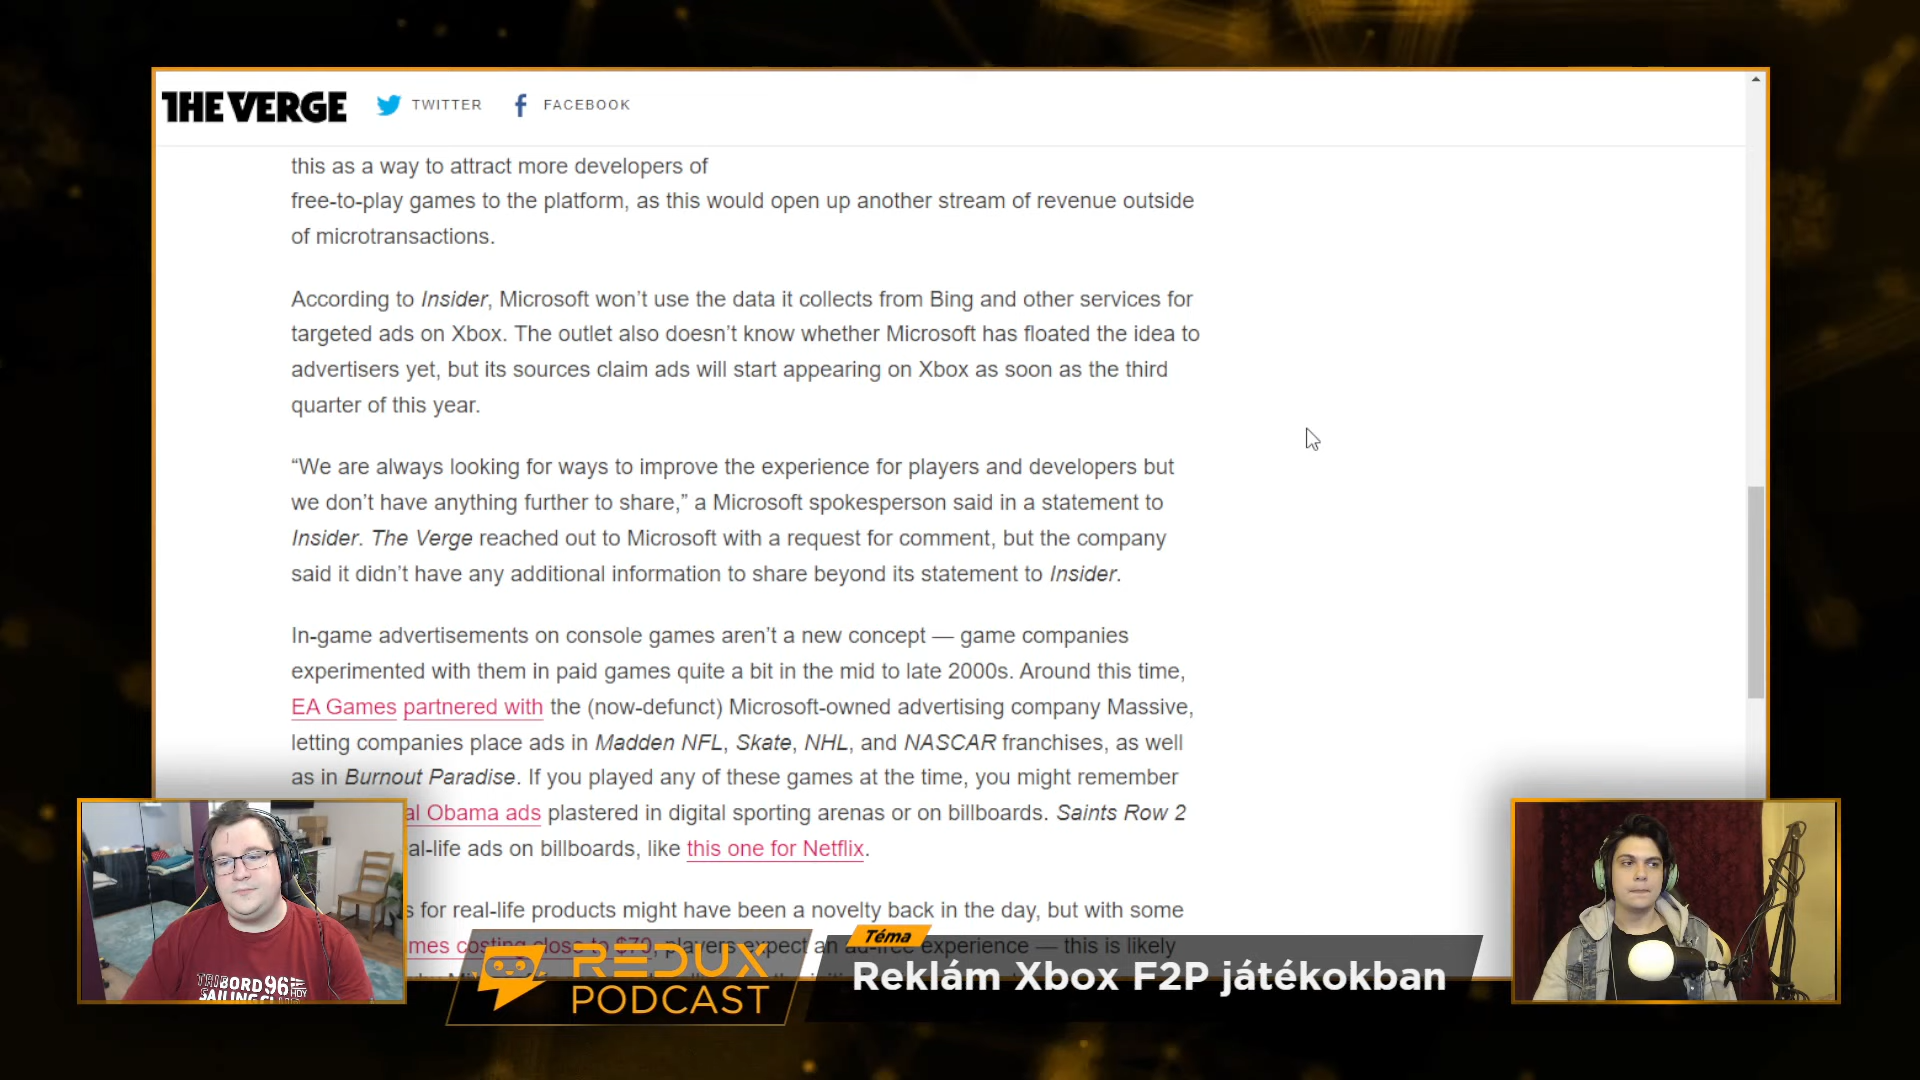 THE VERGE TWITTER FACEBOOK
this as a way to attract more developers of
free-to-play games to the platform, as this would open up another stream of revenue outside
of microtransactions.
According to Insider, Microsoft won’t use the data it collects from Bing and other services for
targeted ads on Xbox. The outlet also doesn’t know whether Microsoft has floated the idea to
advertisers yet, but its sources claim ads will start appearing on Xbox as soon as the third
quarter of this year.
“We are always looking for ways to improve the experience for players and developers but
we don’t have anything further to share,” a Microsoft spokesperson said in a statement to
Insider. The Verge reached out to Microsoft with a request for comment, but the company
said it didn’t have any additional information to share beyond its statement to Insider.
In-game advertisements on console games aren’t a new concept — game companies
experimented with them in paid games quite a bit in the mid to late 2000s. Around this time,
EA Games partnered with the (now-defunct) Microsoft-owned advertising company Massive,
letting companies place ads in Madden NFL, Skate, NHL, and NASCAR franchises, as well
as in Burnout Paradise. If you played any of these games at the time, you might remember
al Obama ads plastered in digital sporting arenas or on billboards. Saints Row 2
al-life ads on billboards, like this one for Netflix.
s for real-life products might have been a novelty back in the day, but with some
mes costing close to $70, players expect an ad-free experience — this is likely
TRIBORD 96
SAILING
REDUX
PODCAST
Téma
Reklám Xbox F2P játékokban